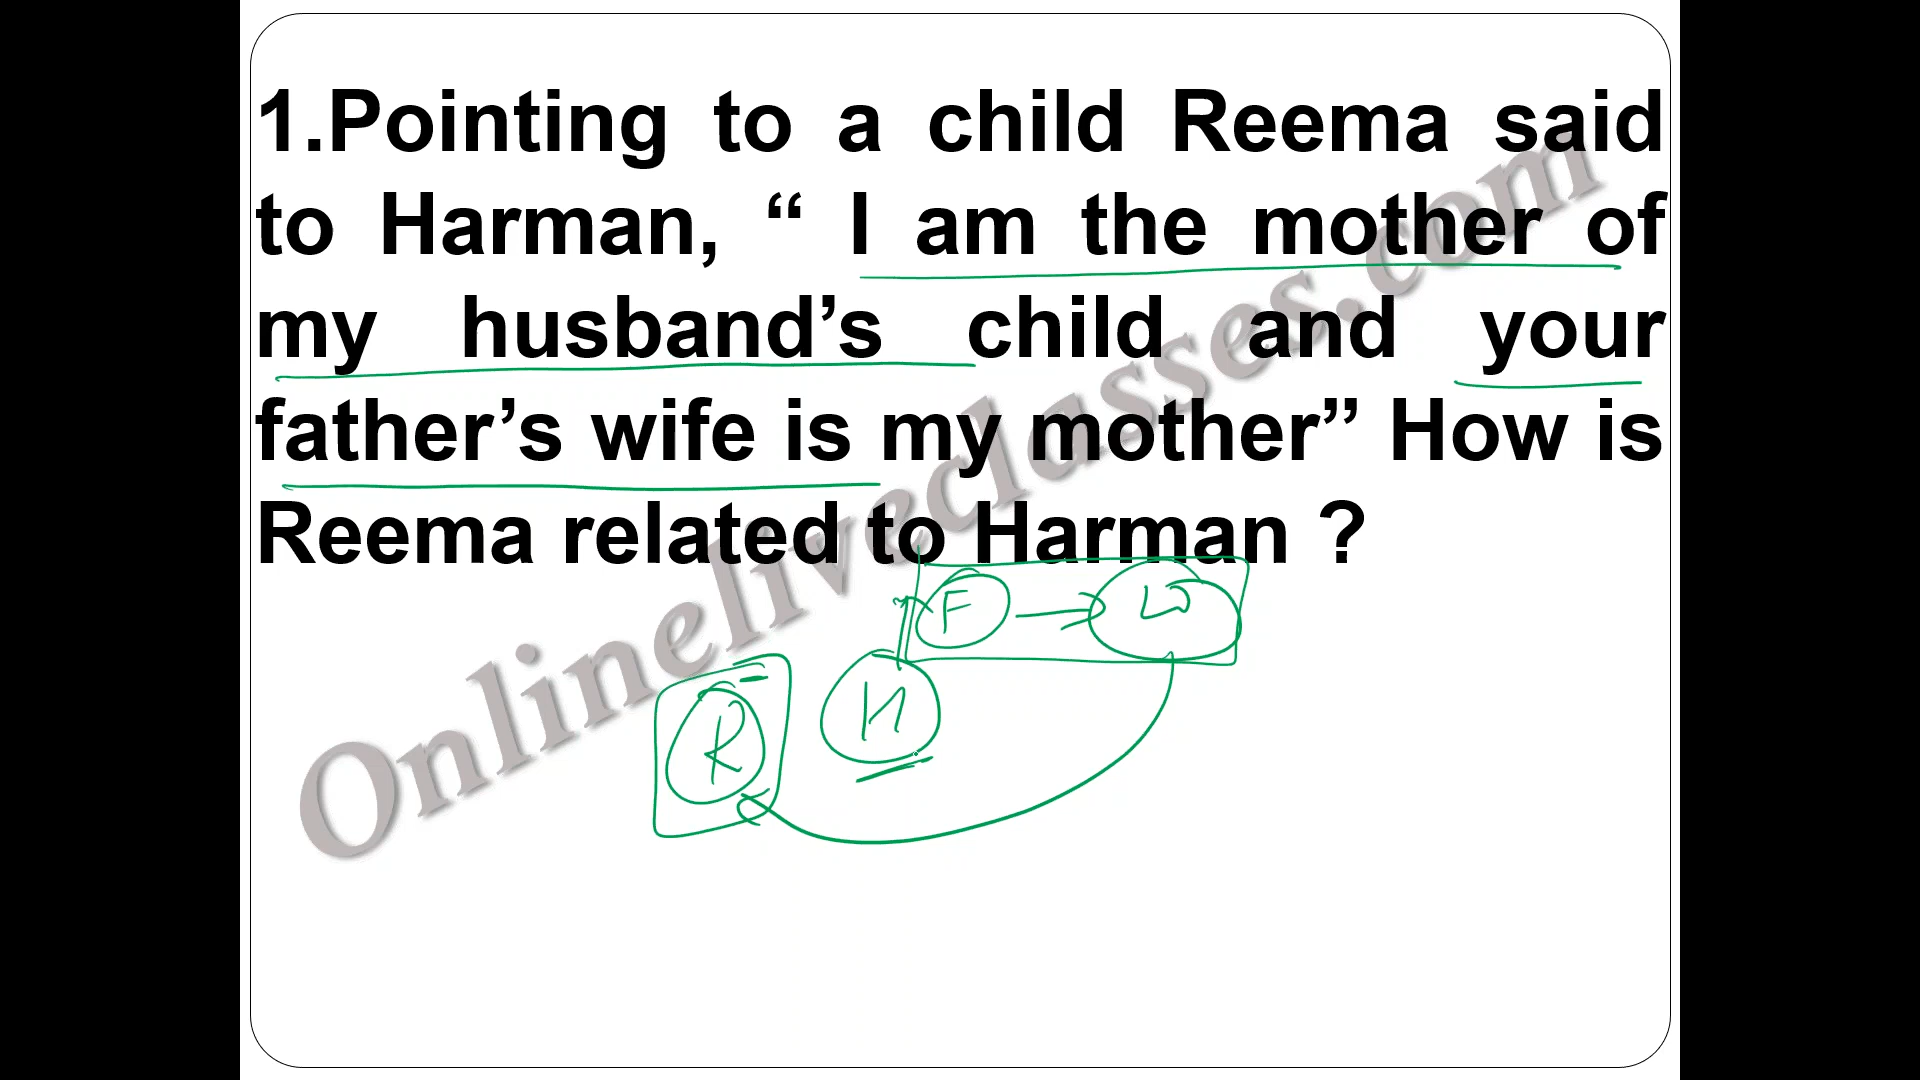 1.Pointing to a child Reema said
to Harman, “ I am the mother of
my husband’s child and your
father’s wife is my mother” How is
Reema related to Harman ?
F
R
H
Onlineliveclasses.com